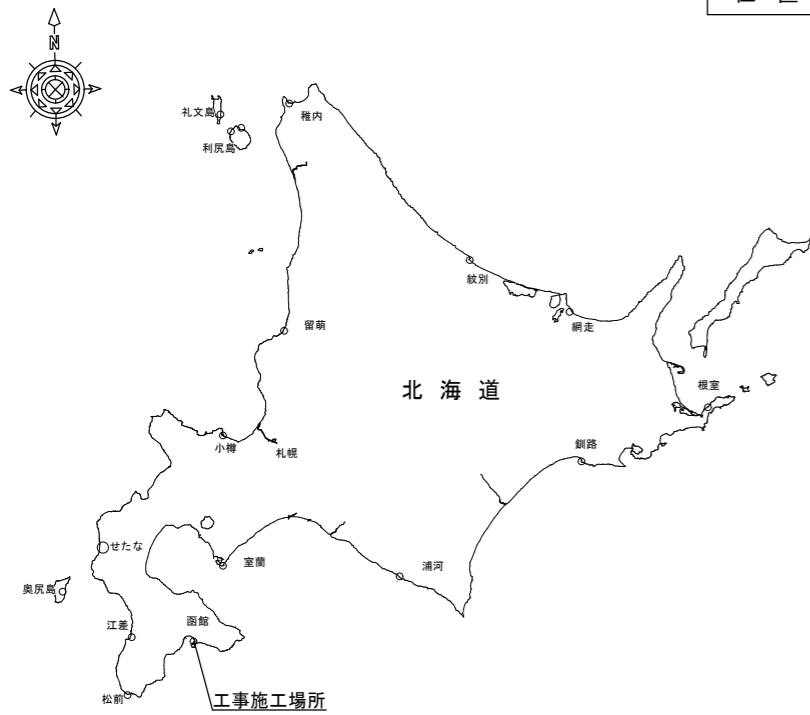 N
礼文島
稚内
利尻島
紋別
網走
留萌
北海道
根室
小樽
札幌
釧路
せたな
室蘭
浦河
奥尻島
江差
函館
松前
工事施工場所